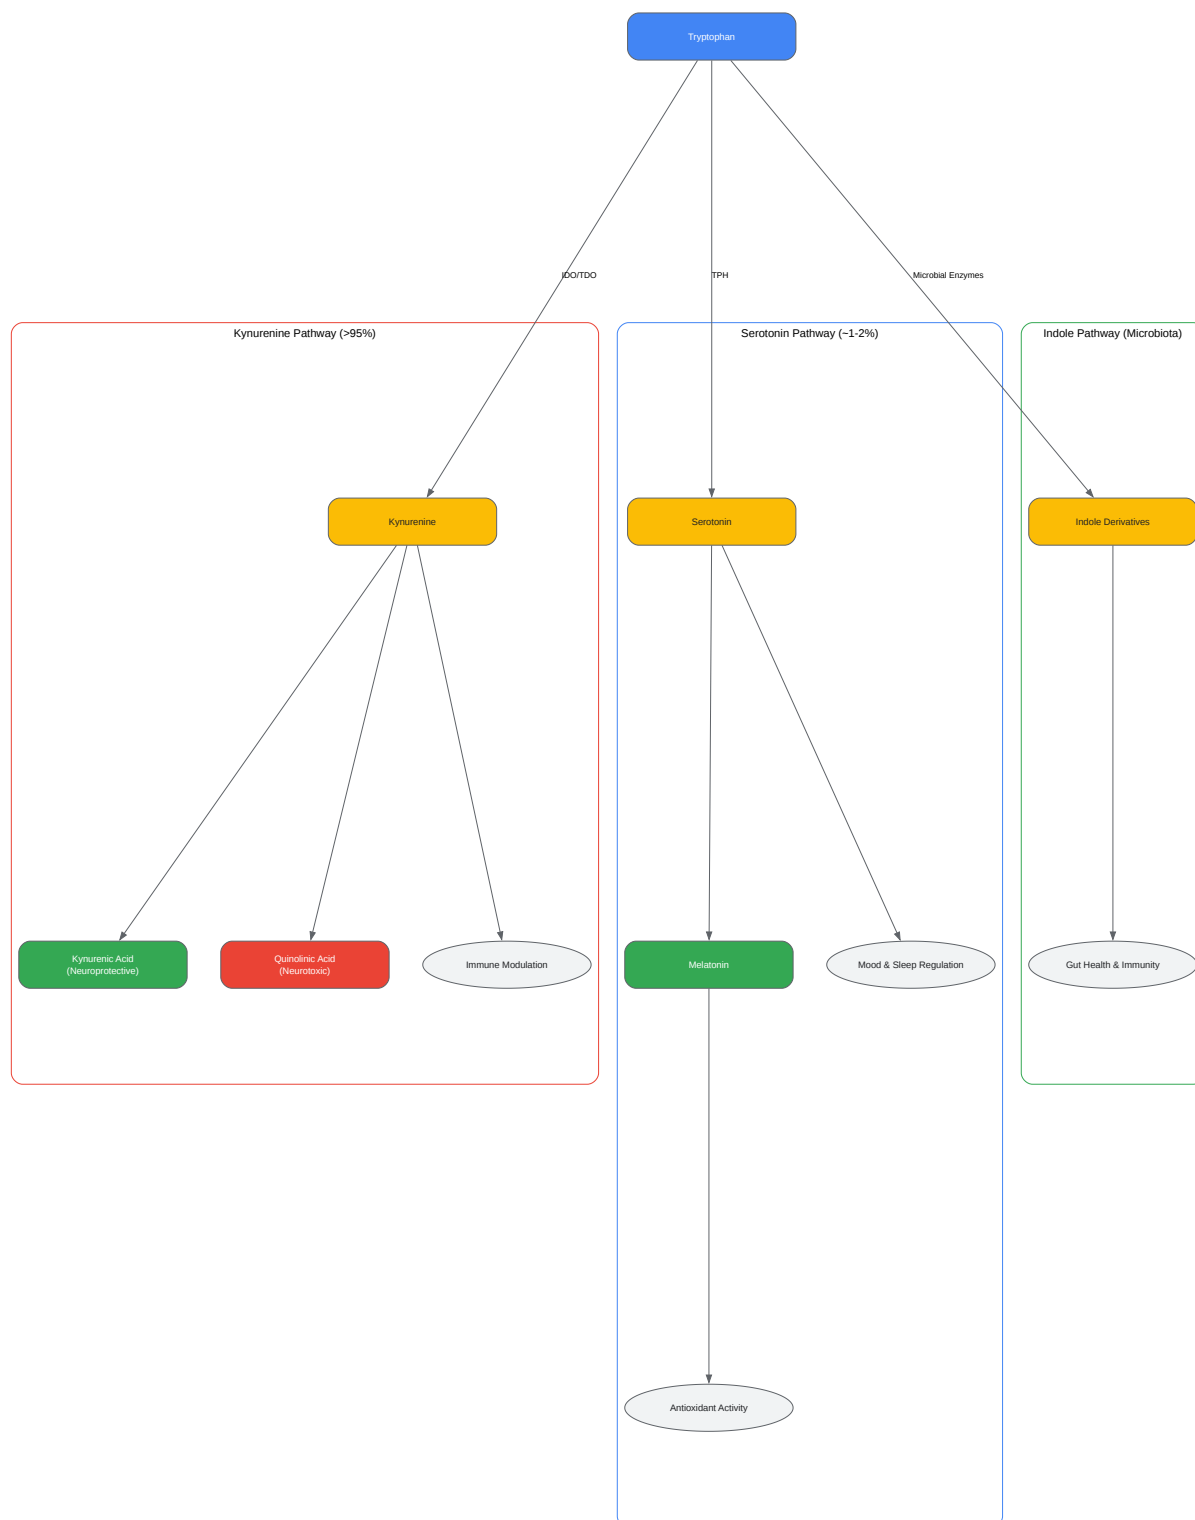 Tryptophan
IDO/TDO
TPH
Microbial Enzymes
Kynurenine Pathway (>95%)
Serotonin Pathway (~1-2%)
Indole Pathway (Microbiota)
Kynurenine
Serotonin
Indole Derivatives
Kynurenic Acid
(Neuroprotective)
Quinolinic Acid
(Neurotoxic)
Immune Modulation
Melatonin
Mood & Sleep Regulation
Gut Health & Immunity
Antioxidant Activity